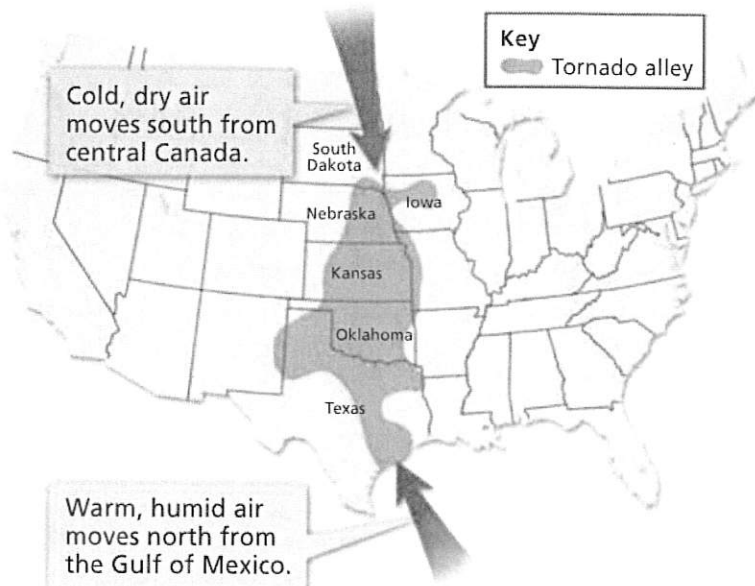 Key
Tornado alley
Cold, dry air
moves south from
central Canada.
South
Dakota
Iowa
Nebraska
Kansas
Oklahoma
Texas
Warm, humid air
moves north from
the Gulf of Mexico.